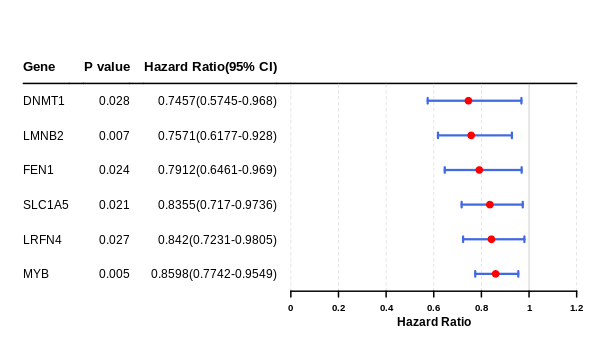 Gene P value Hazard Ratio(95% CI)
DNMT1 0.028 0.7457(0.5745-0.968)
LMNB2 0.007 0.7571(0.6177-0.928)
FEN1 0.024 0.7912(0.6461-0.969)
SLC1A5 0.021 0.8355(0.717-0.9736)
LRFN4 0.027 0.842(0.7231-0.9805)
MYB 0.005 0.8598(0.7742-0.9549)
0 0.2 0.4 0.6 0.8 1 1.2
Hazard Ratio